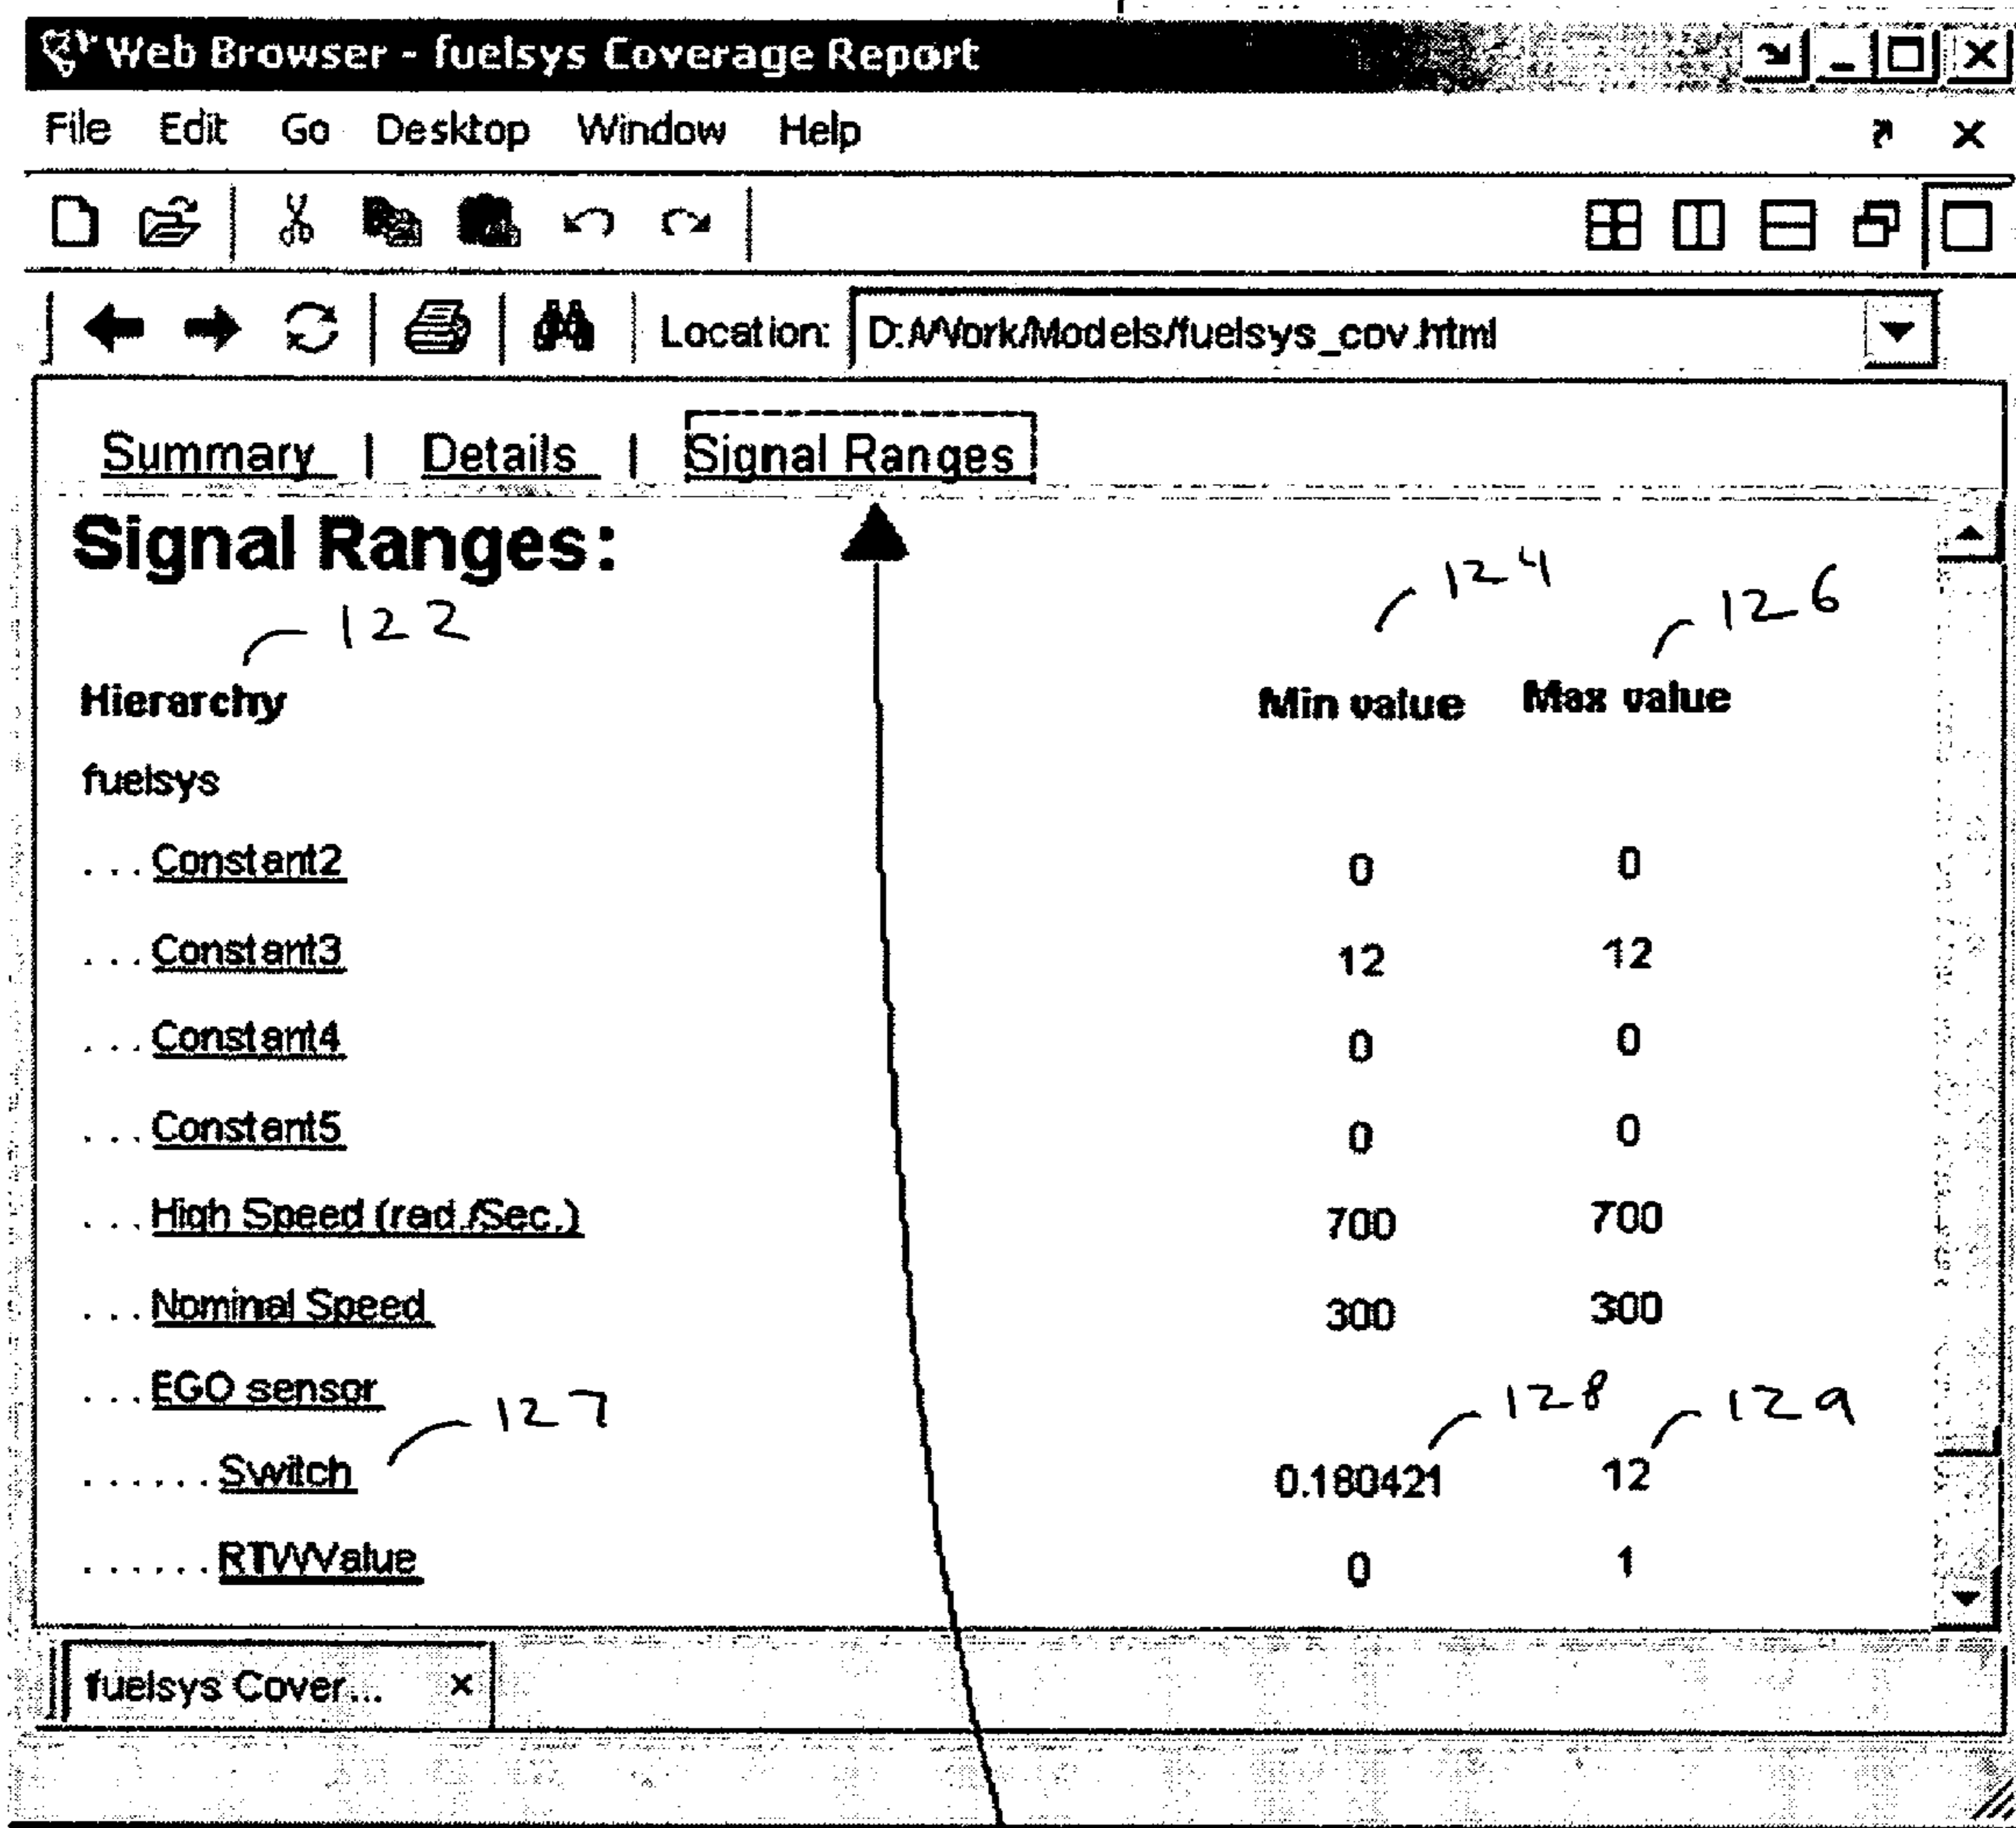 Web Browser - fuelsys Coverage Report
File Edit Go Desktop Window Help
Location: D:/Work/Models/fuelsys_cov.html
Summary | Details | Signal Ranges
Signal Ranges:
122
124
126
Hierarchy Min value Max value
fuelsys
... Constant2 0 0
... Constant3 12 12
... Constant4 0 0
... Constant5 0 0
... High Speed (rad./Sec.) 700 700
... Nominal Speed 300 300
... EGO sensor
127
128
129
...... Switch 0.180421 12
...... RTWValue 0 1
fuelsys Cover...